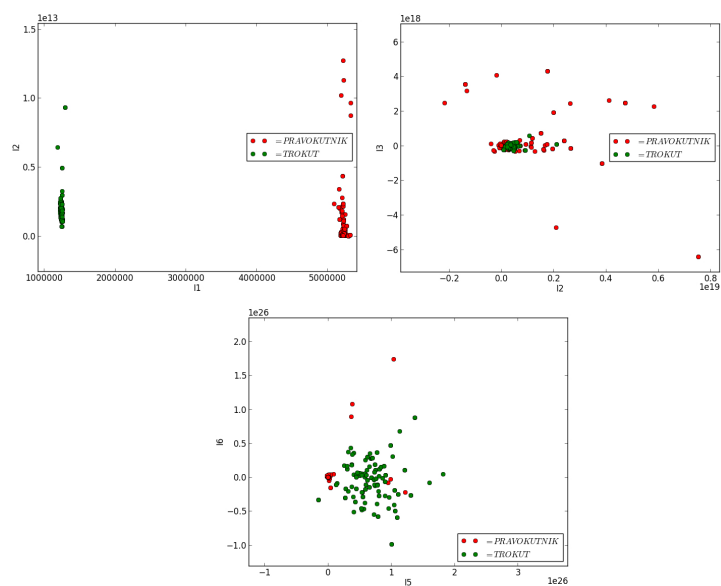 1e13
1.5
1.0
0.5
0.0
I2
=PRAVOKUTNIK
=TROKUT
1000000 2000000 3000000 4000000 5000000
I1
1e18
6
4
2
0
−2
−4
−6
I3
=PRAVOKUTNIK
=TROKUT
−0.2 0.0 0.2 0.4 0.6 0.8
I2
1e19
1e26
2.0
1.5
1.0
0.5
0.0
−0.5
−1.0
I6
=PRAVOKUTNIK
=TROKUT
−1 0 1 2 3
I5
1e26